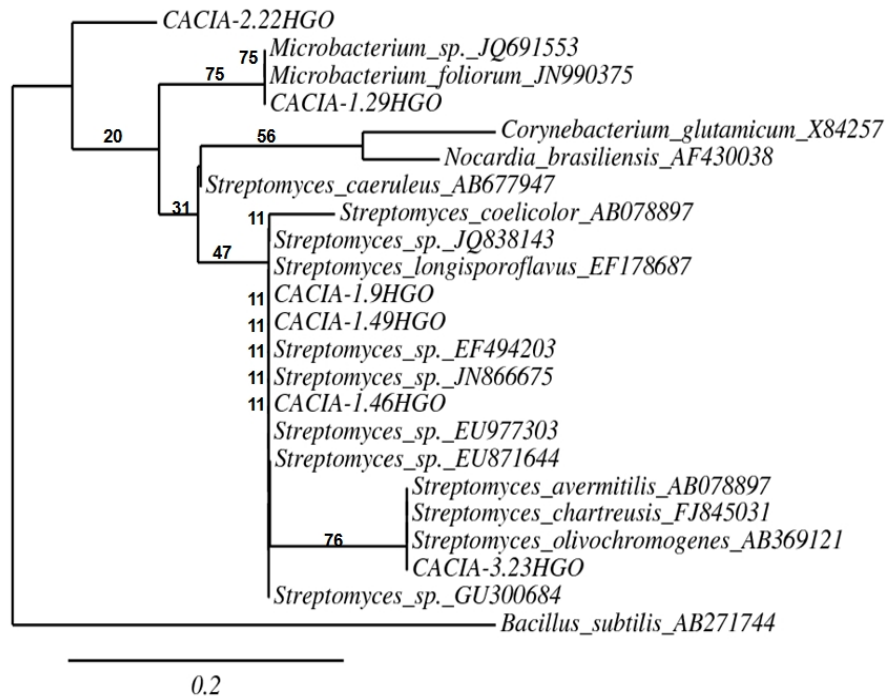 CACIA-2.22HGO
75 Microbacterium_sp._JQ691553
75 Microbacterium_foliorum_JN990375
CACIA-1.29HGO
20 56 Corynebacterium_glutamicum_X84257
Nocardia_brasiliensis_AF430038
Streptomyces_caeruleus_AB677947
31 11 Streptomyces_coelicolor_AB078897
Streptomyces_sp._JQ838143
47 Streptomyces_longisporoflavus_EF178687
11 CACIA-1.9HGO
11 CACIA-1.49HGO
11 Streptomyces_sp._EF494203
11 Streptomyces_sp._JN866675
11 CACIA-1.46HGO
Streptomyces_sp._EU977303
Streptomyces_sp._EU871644
Streptomyces_avermitilis_AB078897
Streptomyces_chartreusis_FJ845031
76 Streptomyces_olivochromogenes_AB369121
CACIA-3.23HGO
Streptomyces_sp._GU300684
Bacillus_subtilis_AB271744
0.2